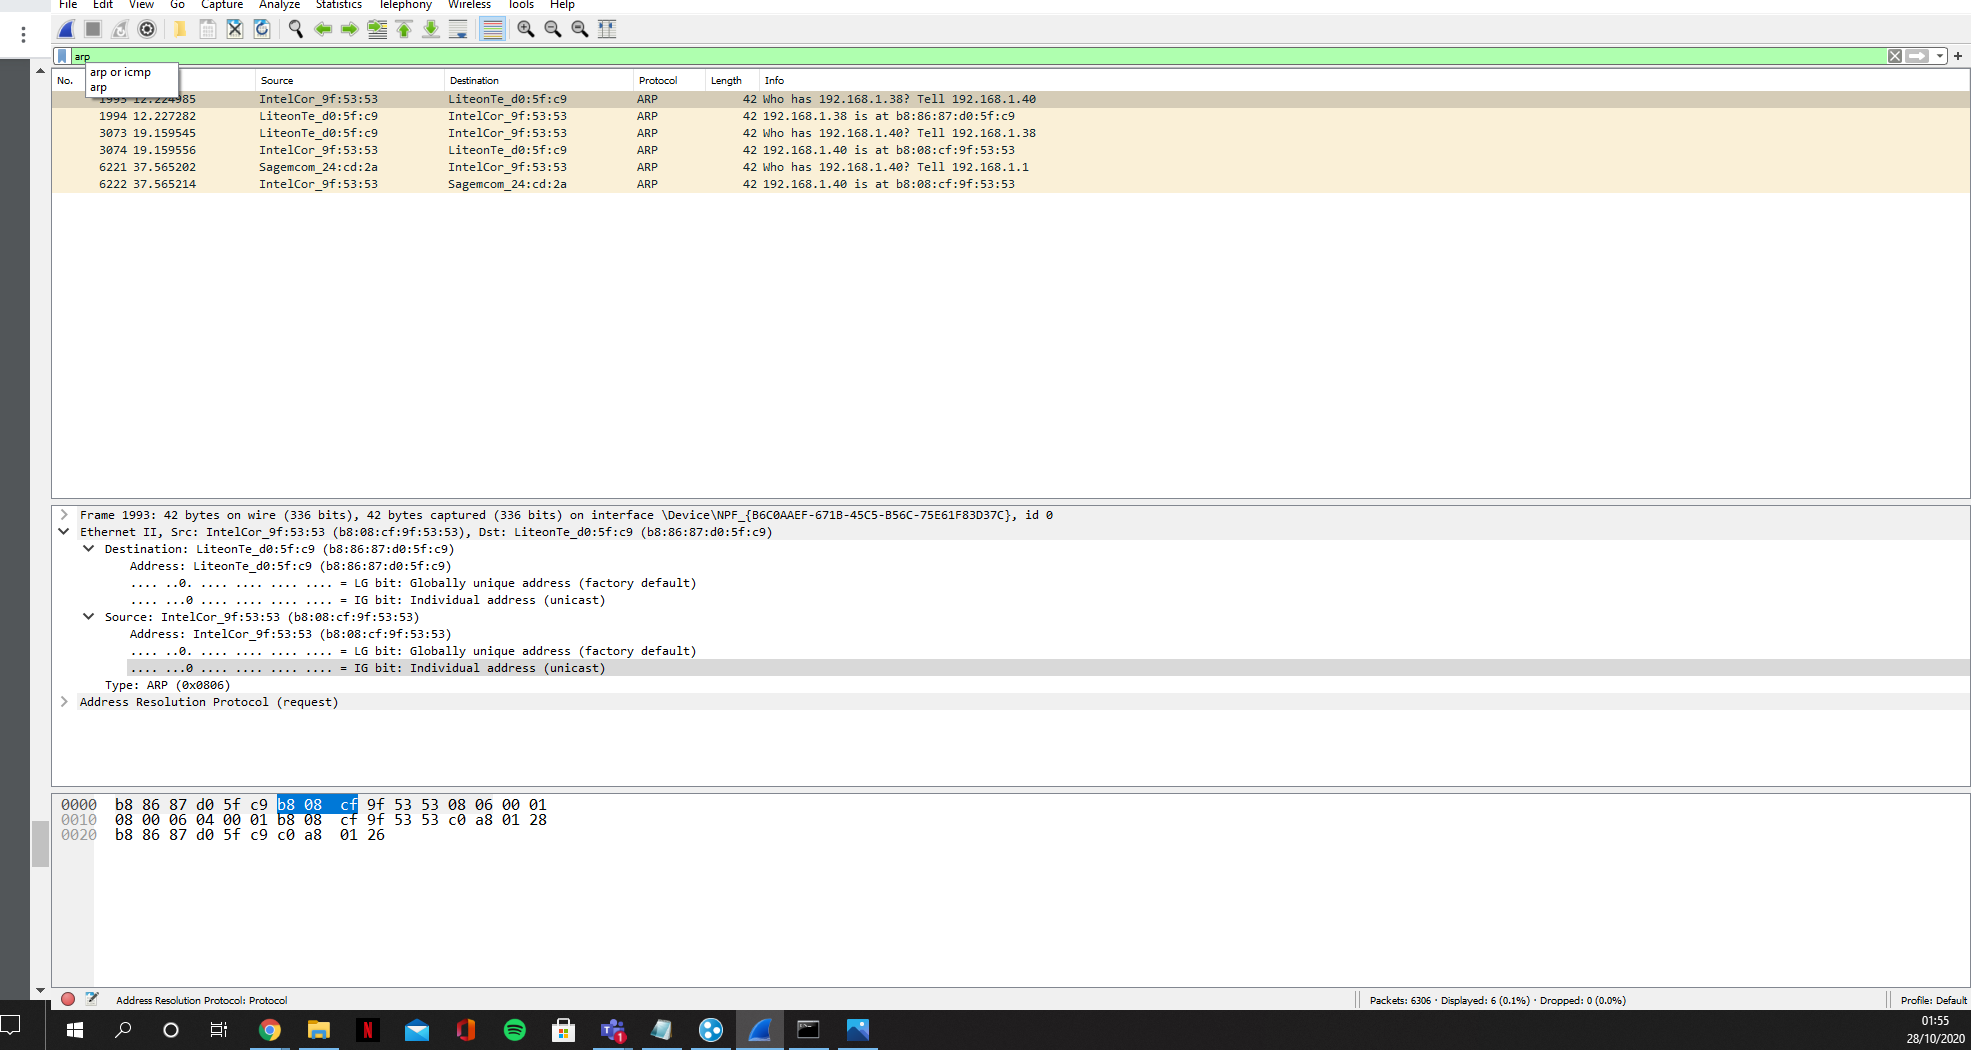 File Edit View Go Capture Analyze Statistics Telephony Wireless Tools Help
arp
arp or icmp
arp
No. Source Destination Protocol Length Info
1993 12.224985 IntelCor_9f:53:53 LiteonTe_d0:5f:c9 ARP 42 Who has 192.168.1.38? Tell 192.168.1.40
1994 12.227282 LiteonTe_d0:5f:c9 IntelCor_9f:53:53 ARP 42 192.168.1.38 is at b8:86:87:d0:5f:c9
3073 19.159545 LiteonTe_d0:5f:c9 IntelCor_9f:53:53 ARP 42 Who has 192.168.1.40? Tell 192.168.1.38
3074 19.159556 IntelCor_9f:53:53 LiteonTe_d0:5f:c9 ARP 42 192.168.1.40 is at b8:08:cf:9f:53:53
6221 37.565202 Sagemcom_24:cd:2a IntelCor_9f:53:53 ARP 42 Who has 192.168.1.40? Tell 192.168.1.1
6222 37.565214 IntelCor_9f:53:53 Sagemcom_24:cd:2a ARP 42 192.168.1.40 is at b8:08:cf:9f:53:53
Frame 1993: 42 bytes on wire (336 bits), 42 bytes captured (336 bits) on interface \Device\NPF_{B6C0AAEF-671B-45C5-B56C-75E61F83D37C}, id 0
Ethernet II, Src: IntelCor_9f:53:53 (b8:08:cf:9f:53:53), Dst: LiteonTe_d0:5f:c9 (b8:86:87:d0:5f:c9)
Destination: LiteonTe_d0:5f:c9 (b8:86:87:d0:5f:c9)
Address: LiteonTe_d0:5f:c9 (b8:86:87:d0:5f:c9)
.... ..0. .... .... .... .... = LG bit: Globally unique address (factory default)
.... ...0 .... .... .... .... = IG bit: Individual address (unicast)
Source: IntelCor_9f:53:53 (b8:08:cf:9f:53:53)
Address: IntelCor_9f:53:53 (b8:08:cf:9f:53:53)
.... ..0. .... .... .... .... = LG bit: Globally unique address (factory default)
.... ...0 .... .... .... .... = IG bit: Individual address (unicast)
Type: ARP (0x0806)
Address Resolution Protocol (request)
0000 b8 86 87 d0 5f c9 b8 08 cf 9f 53 53 08 06 00 01
0010 08 00 06 04 00 01 b8 08 cf 9f 53 53 c0 a8 01 28
0020 b8 86 87 d0 5f c9 c0 a8 01 26
Address Resolution Protocol: Protocol
Packets: 6306 · Displayed: 6 (0.1%) · Dropped: 0 (0.0%)
Profile: Default
01:55
28/10/2020